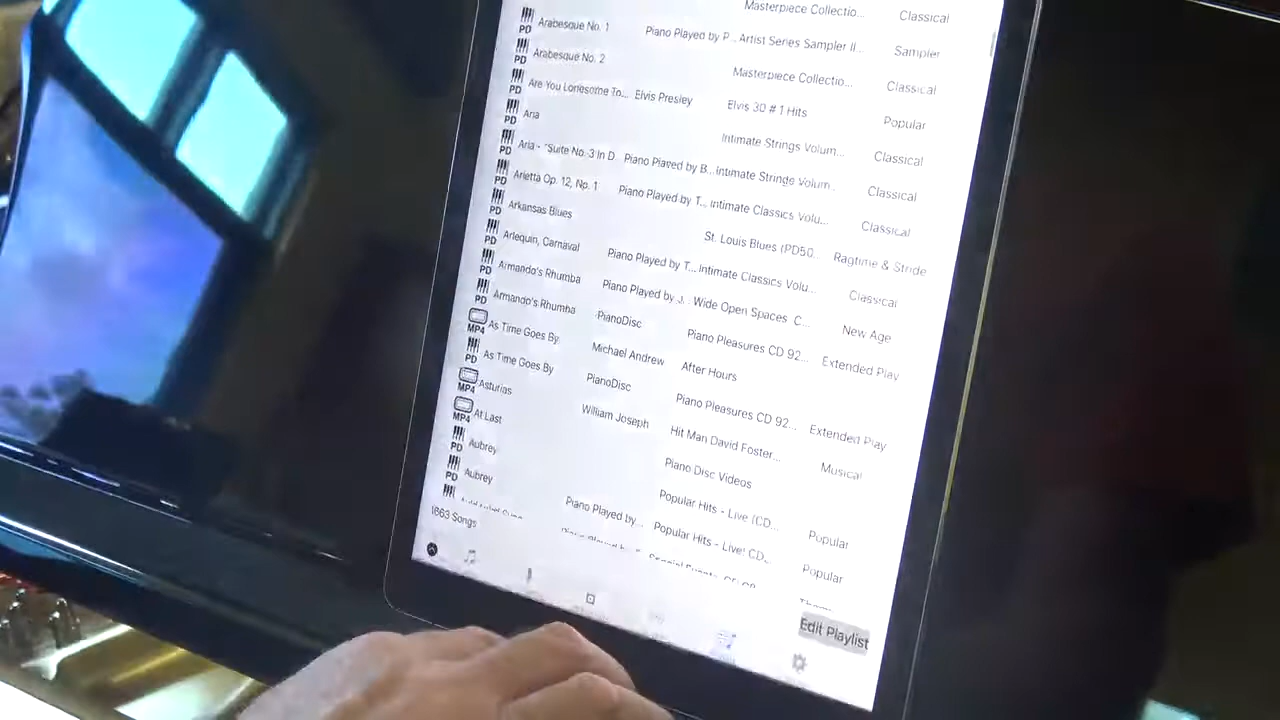 Masterpiece Collectio... Classical
PD Arabesque No. 1 Piano Played by P... Artist Series Sampler II... Sampler
PD Arabesque No. 2 Masterpiece Collectio... Classical
PD Are You Lonesome To... Elvis Presley Elvis 30 # 1 Hits Popular
PD Aria Intimate Strings Volum... Classical
PD Aria - "Suite No. 3 In D Piano Played by B... Intimate Strings Volum... Classical
PD Arietta Op. 12, No. 1 Piano Played by T... Intimate Classics Volu... Classical
PD Arkansas Blues St. Louis Blues (PD50... Ragtime & Stride
PD Arlequin, Carnaval Piano Played by T... Intimate Classics Volu... Classical
PD Armando's Rhumba Piano Played by J... Wide Open Spaces C... New Age
PD Armando's Rhumba PianoDisc Piano Pleasures CD 92... Extended Play
MP4 As Time Goes By Michael Andrew After Hours
PD As Time Goes By PianoDisc Piano Pleasures CD 92... Extended Play
MP4 Asturias William Joseph Hit Man David Foster... Musical
MP4 At Last Piano Disc Videos
PD Aubrey Popular Hits - Live (CD... Popular
PD Aubrey Piano Played by... Popular Hits - Live! CD... Popular
1863 Songs
Edit Playlist